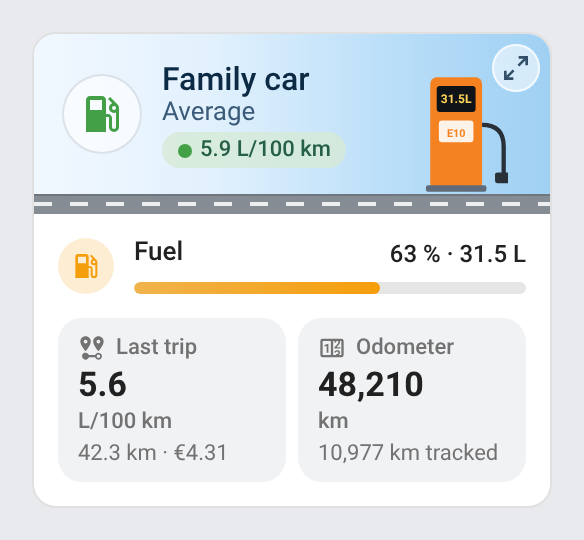 Family car
Average
5.9 L/100 km
31.5L
E10
Fuel
63 % · 31.5 L
Last trip
5.6
L/100 km
42.3 km · €4.31
Odometer
48,210
km
10,977 km tracked